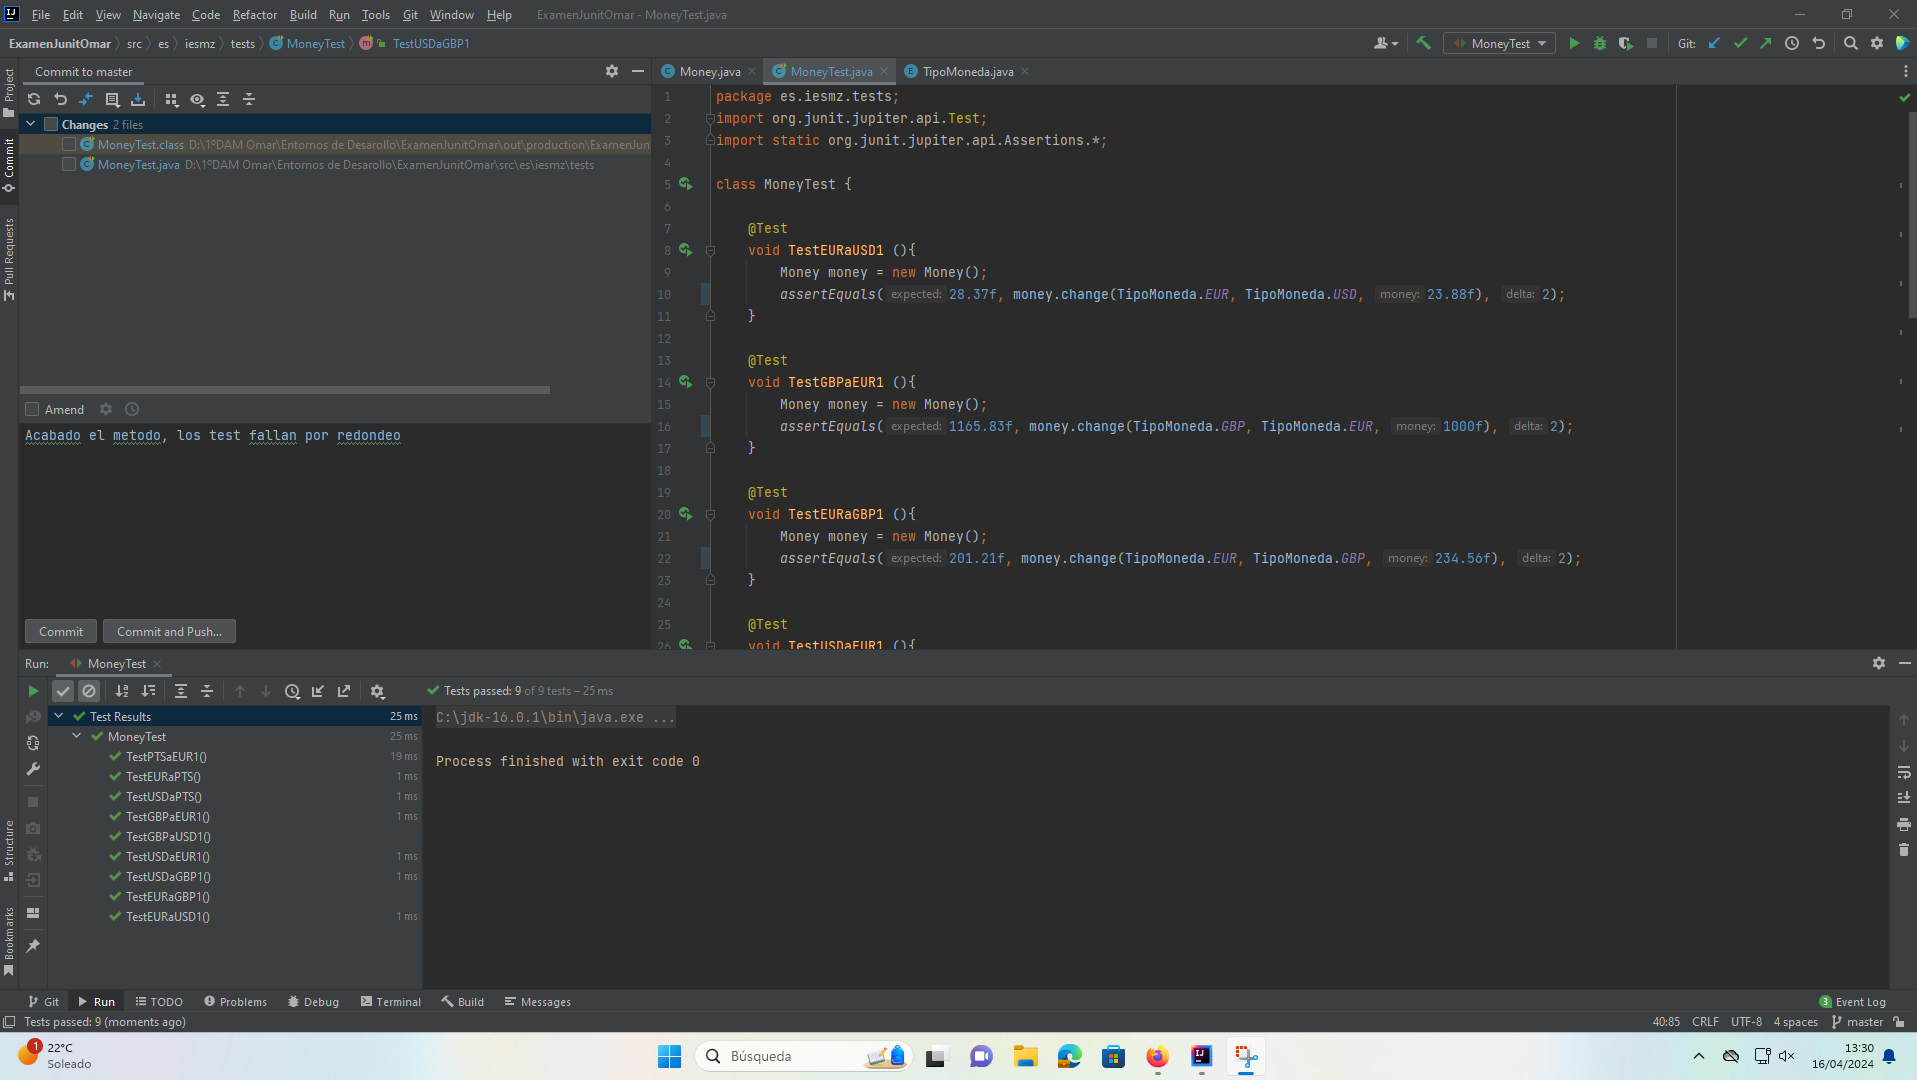 File Edit View Navigate Code Refactor Build Run Tools Git Window Help ExamenJunitOmar - MoneyTest.java
ExamenJunitOmar src es iesmz tests MoneyTest TestUSDaGBP1 MoneyTest Git:
Commit to master
Project
Commit
Pull Requests
Changes 2 files
MoneyTest.class D:\1ºDAM Omar\Entornos de Desarollo\ExamenJunitOmar\out\production\ExamenJun
MoneyTest.java D:\1ºDAM Omar\Entornos de Desarollo\ExamenJunitOmar\src\es\iesmz\tests
Amend
Acabado el metodo, los test fallan por redondeo
Commit Commit and Push...
Money.java MoneyTest.java TipoMoneda.java
1 package es.iesmz.tests;
2 import org.junit.jupiter.api.Test;
3 import static org.junit.jupiter.api.Assertions.*;
4
5 class MoneyTest {
6
7 @Test
8 void TestEURaUSD1 (){
9 Money money = new Money();
10 assertEquals( expected: 28.37f, money.change(TipoMoneda.EUR, TipoMoneda.USD, money: 23.88f), delta: 2);
11 }
12
13 @Test
14 void TestGBPaEUR1 (){
15 Money money = new Money();
16 assertEquals( expected: 1165.83f, money.change(TipoMoneda.GBP, TipoMoneda.EUR, money: 1000f), delta: 2);
17 }
18
19 @Test
20 void TestEURaGBP1 (){
21 Money money = new Money();
22 assertEquals( expected: 201.21f, money.change(TipoMoneda.EUR, TipoMoneda.GBP, money: 234.56f), delta: 2);
23 }
24
25 @Test
26 void TestUSDaEUR1 (){
Run: MoneyTest
Tests passed: 9 of 9 tests – 25 ms
Test Results 25 ms
MoneyTest 25 ms
TestPTSaEUR1() 19 ms
TestEURaPTS() 1 ms
TestUSDaPTS() 1 ms
TestGBPaEUR1() 1 ms
TestGBPaUSD1()
TestUSDaEUR1() 1 ms
TestUSDaGBP1() 1 ms
TestEURaGBP1()
TestEURaUSD1() 1 ms
C:\jdk-16.0.1\bin\java.exe ...
Process finished with exit code 0
Structure
Bookmarks
Git Run TODO Problems Debug Terminal Build Messages 3 Event Log
Tests passed: 9 (moments ago) 40:85 CRLF UTF-8 4 spaces master
1 22°C
Soleado
Búsqueda
13:30
16/04/2024